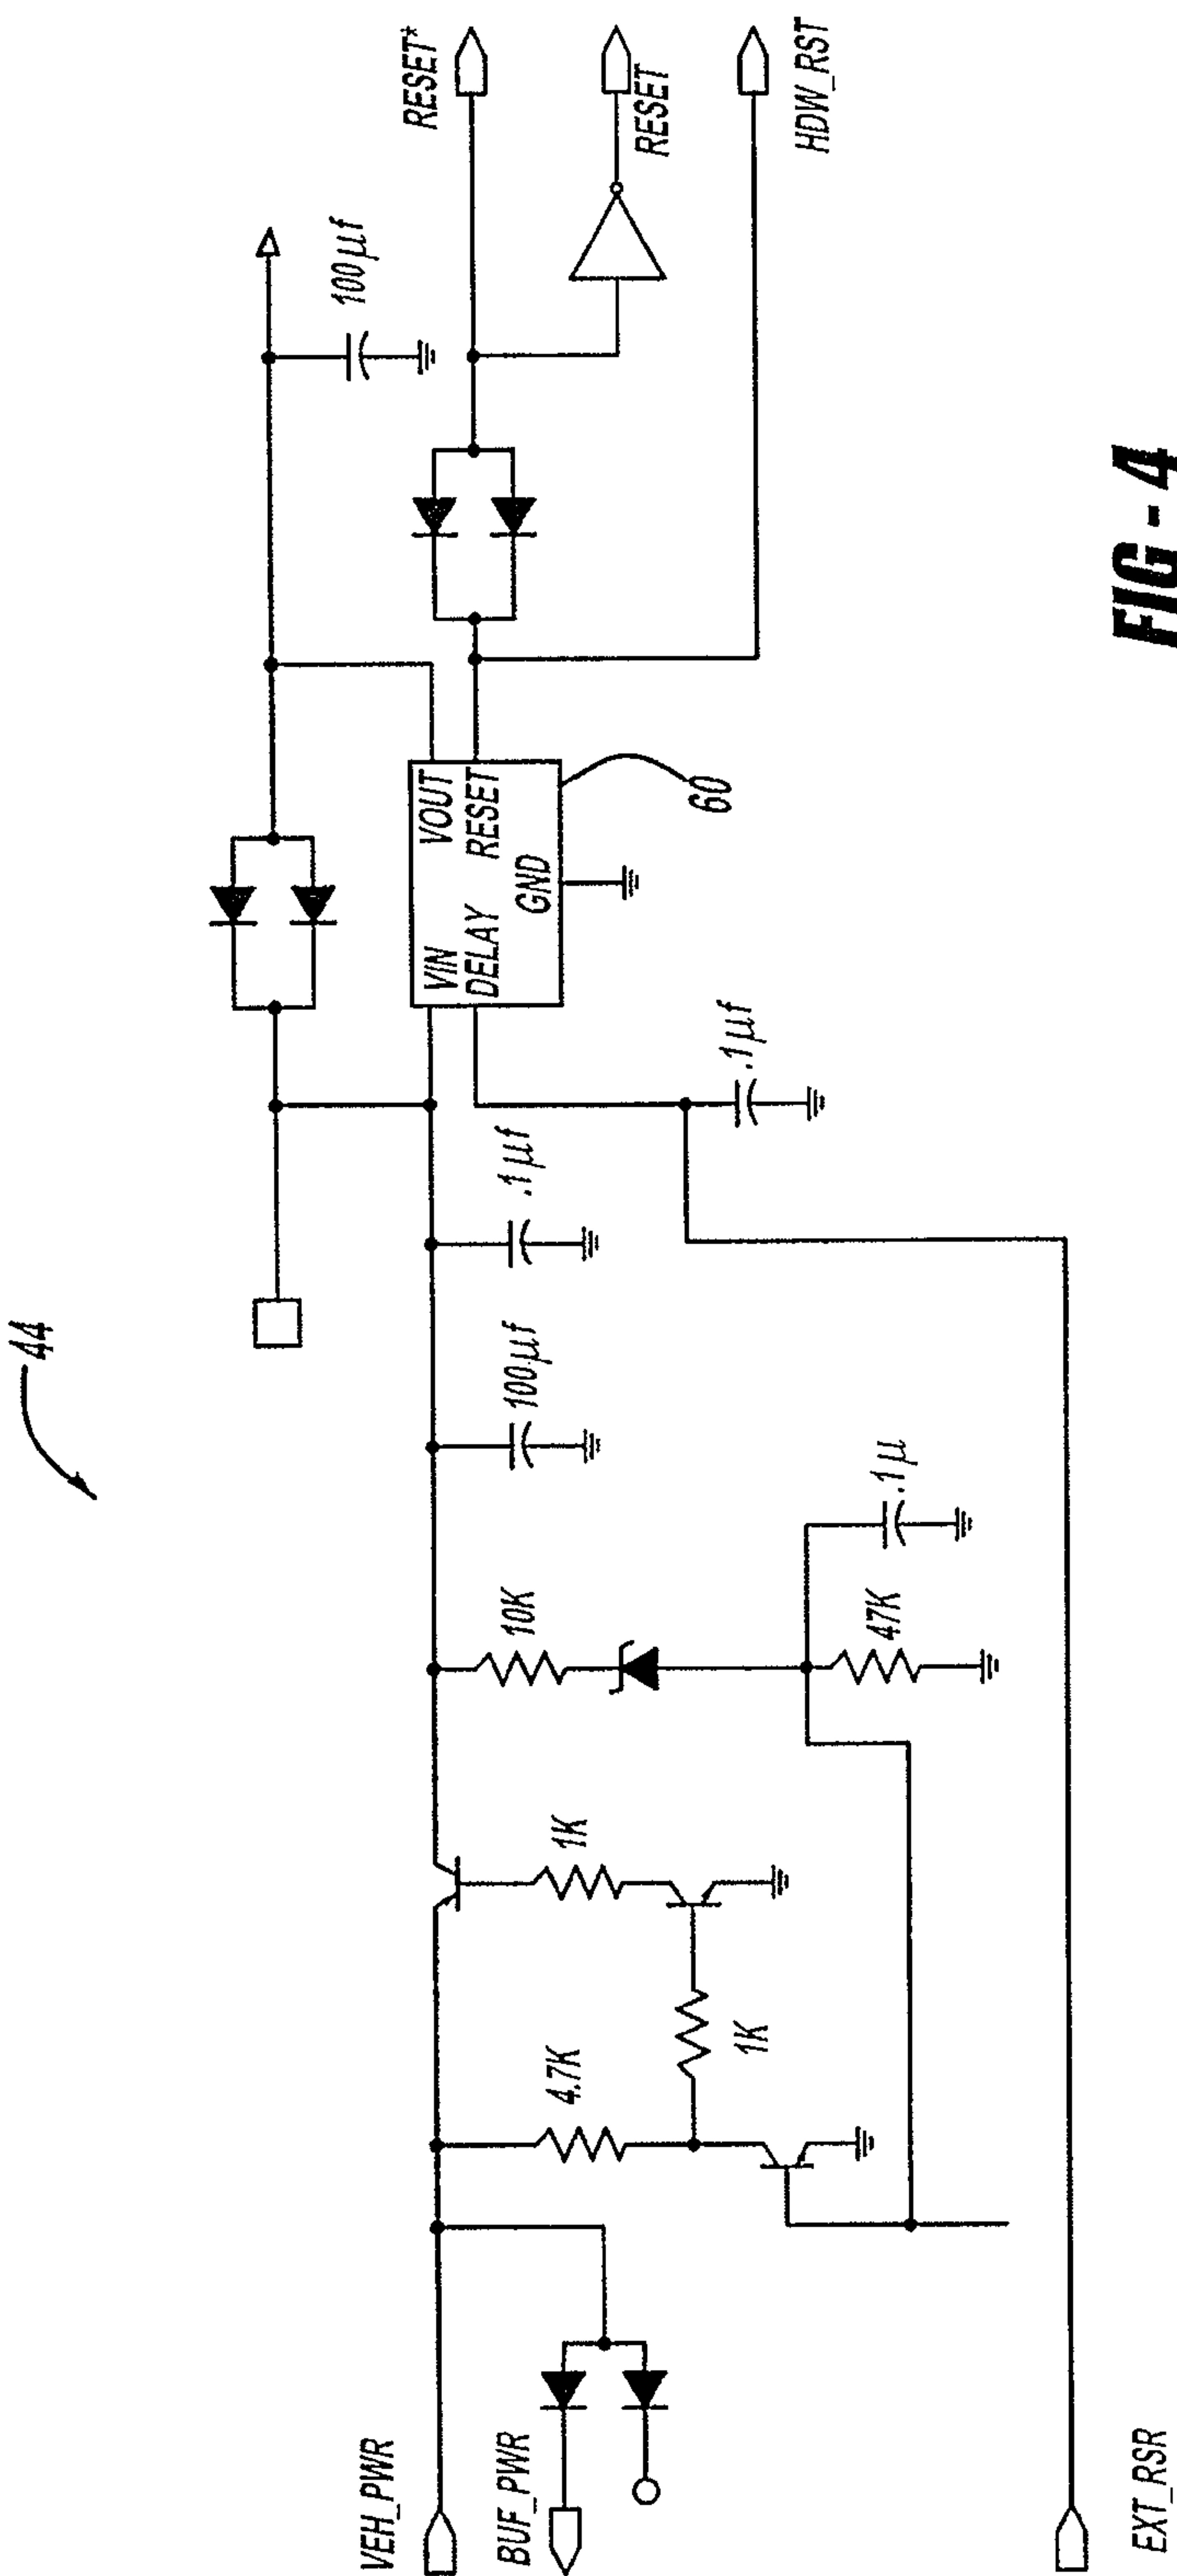 44
VEH_PWR
BUF_PWR
EXT_RSR
4.7K
1K
1K
10K
47K
.1μ
100μf
.1μf
.1μf
VIN
DELAY
VOUT
RESET
GND
60
100μf
RESET*
RESET
HDW_RST
FIG - 4